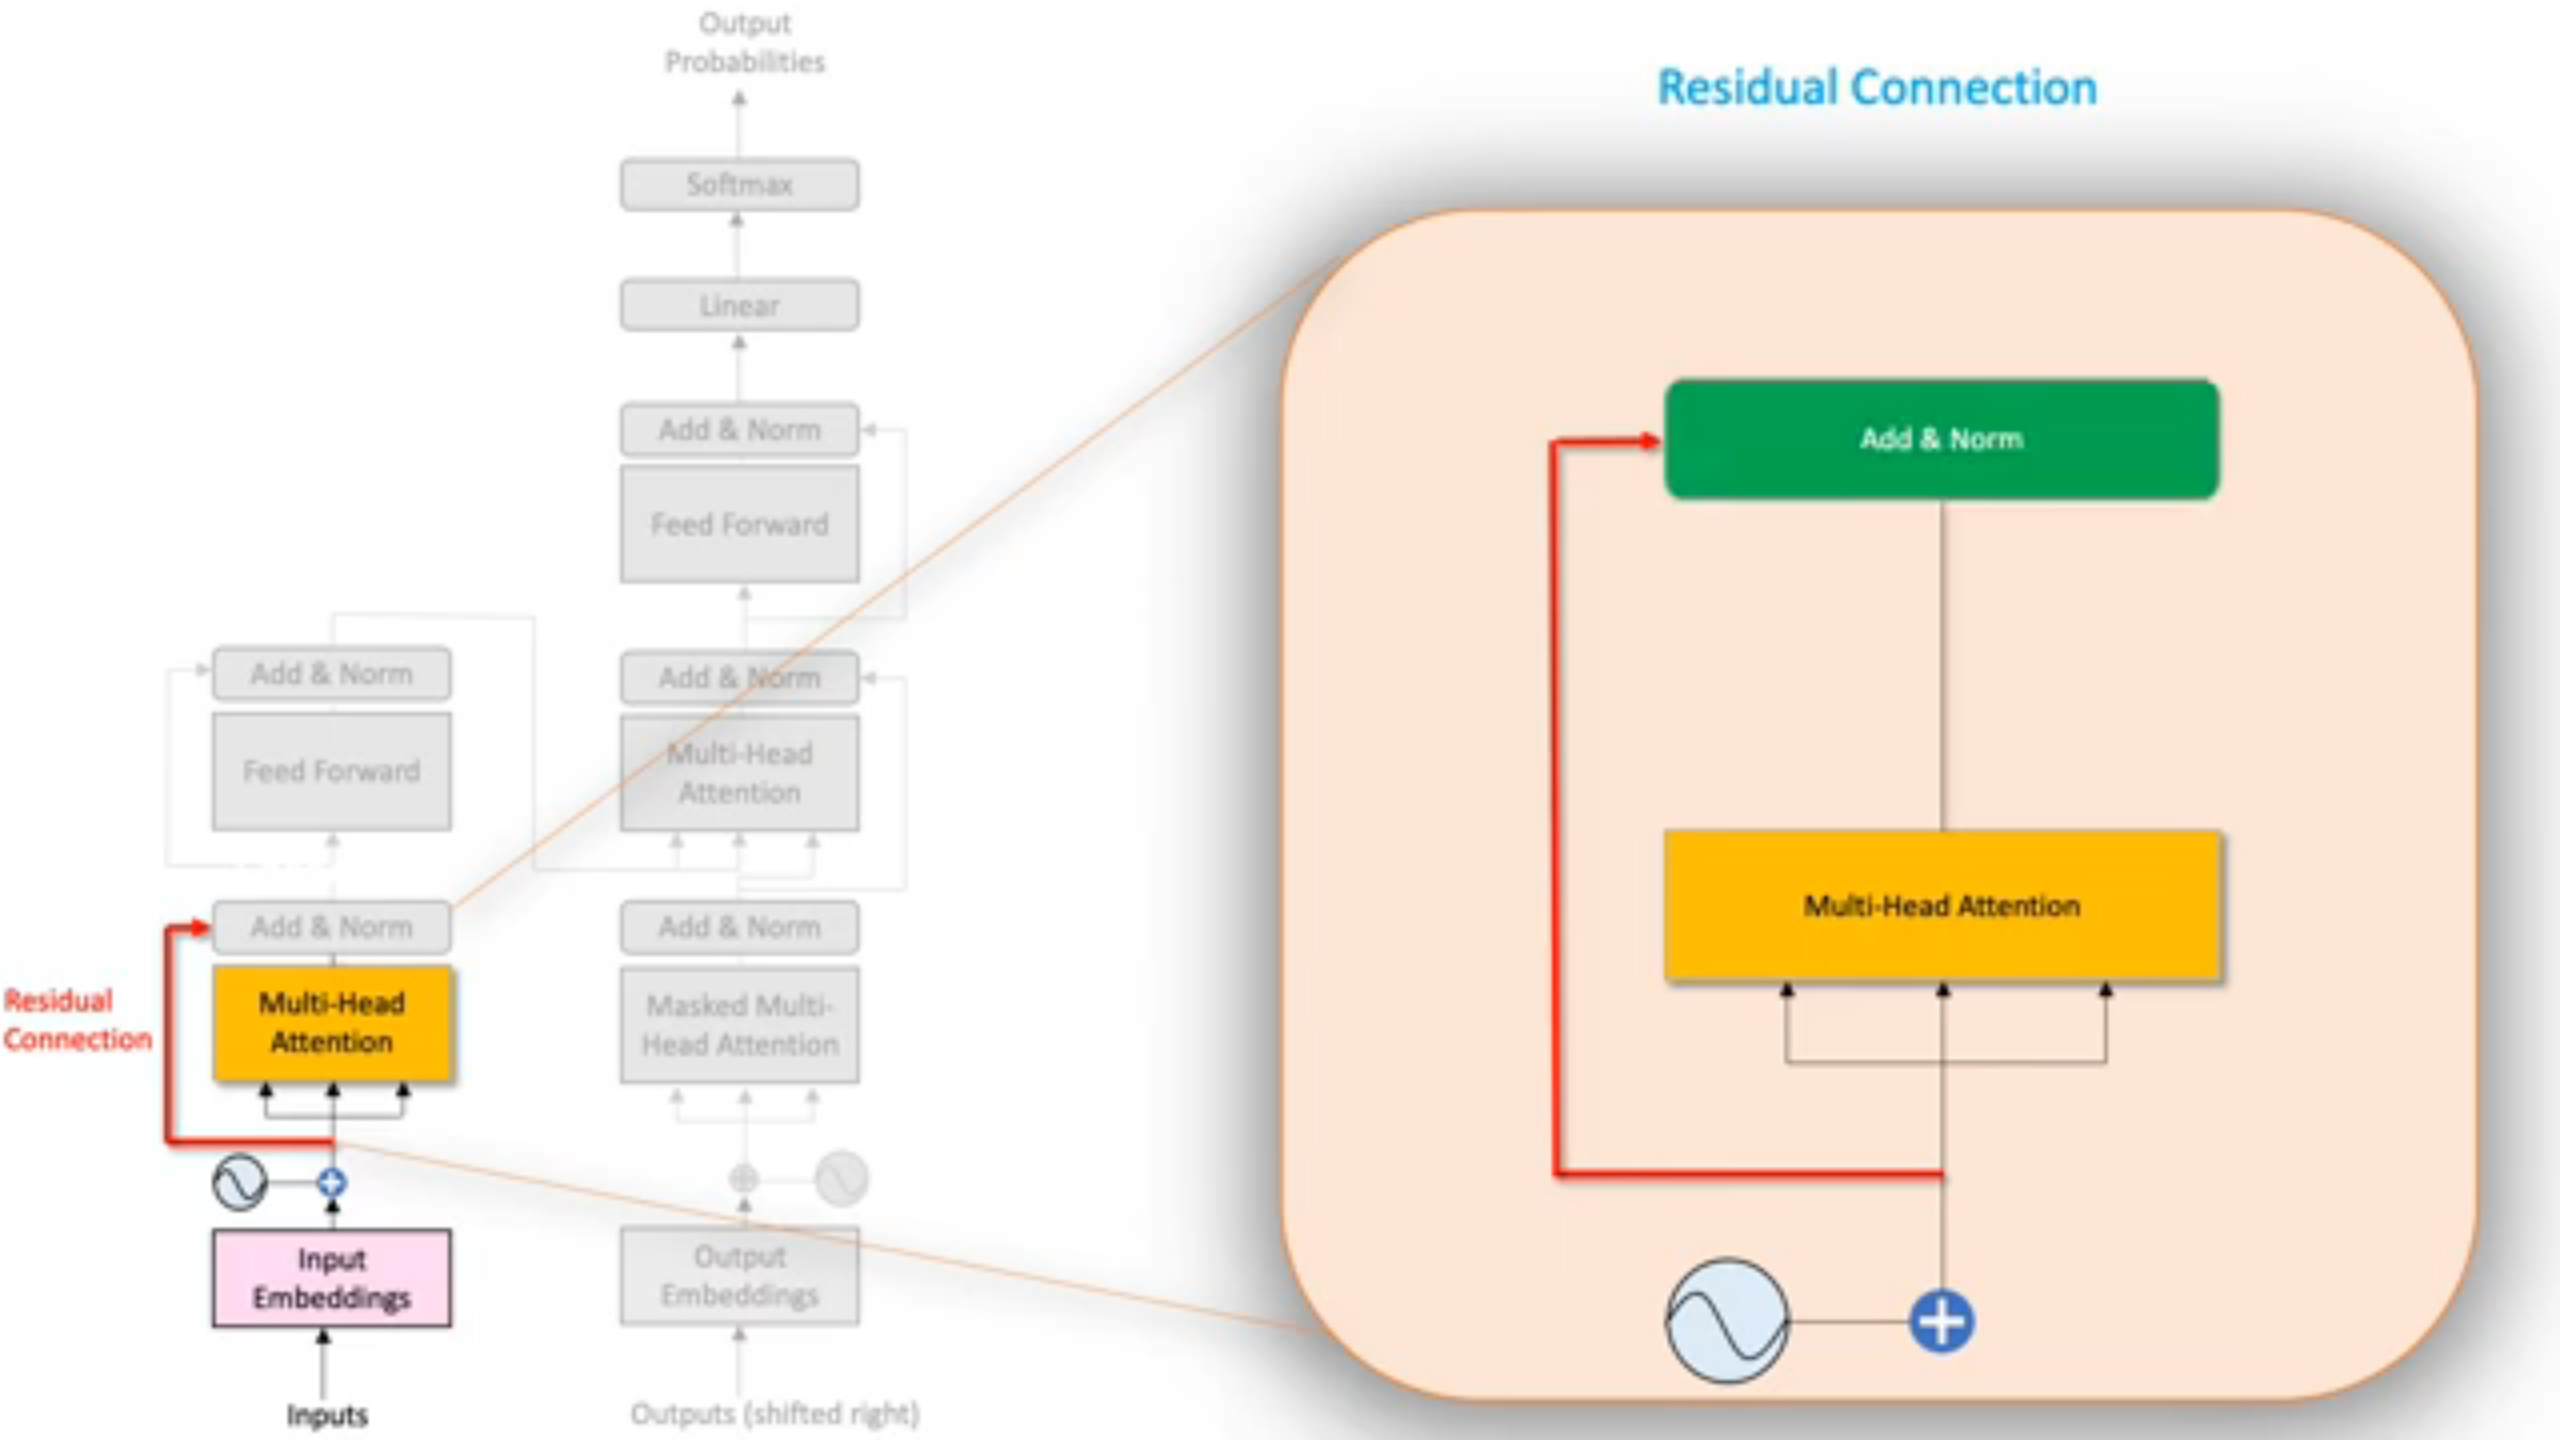 Output
Probabilities
Softmax
Linear
Add & Norm
Feed Forward
Add & Norm
Multi-Head
Attention
Add & Norm
Masked Multi-
Head Attention
Output
Embeddings
Outputs (shifted right)
Add & Norm
Feed Forward
Add & Norm
Multi-Head
Attention
Residual
Connection
Input
Embeddings
Inputs
Residual Connection
Add & Norm
Multi-Head Attention